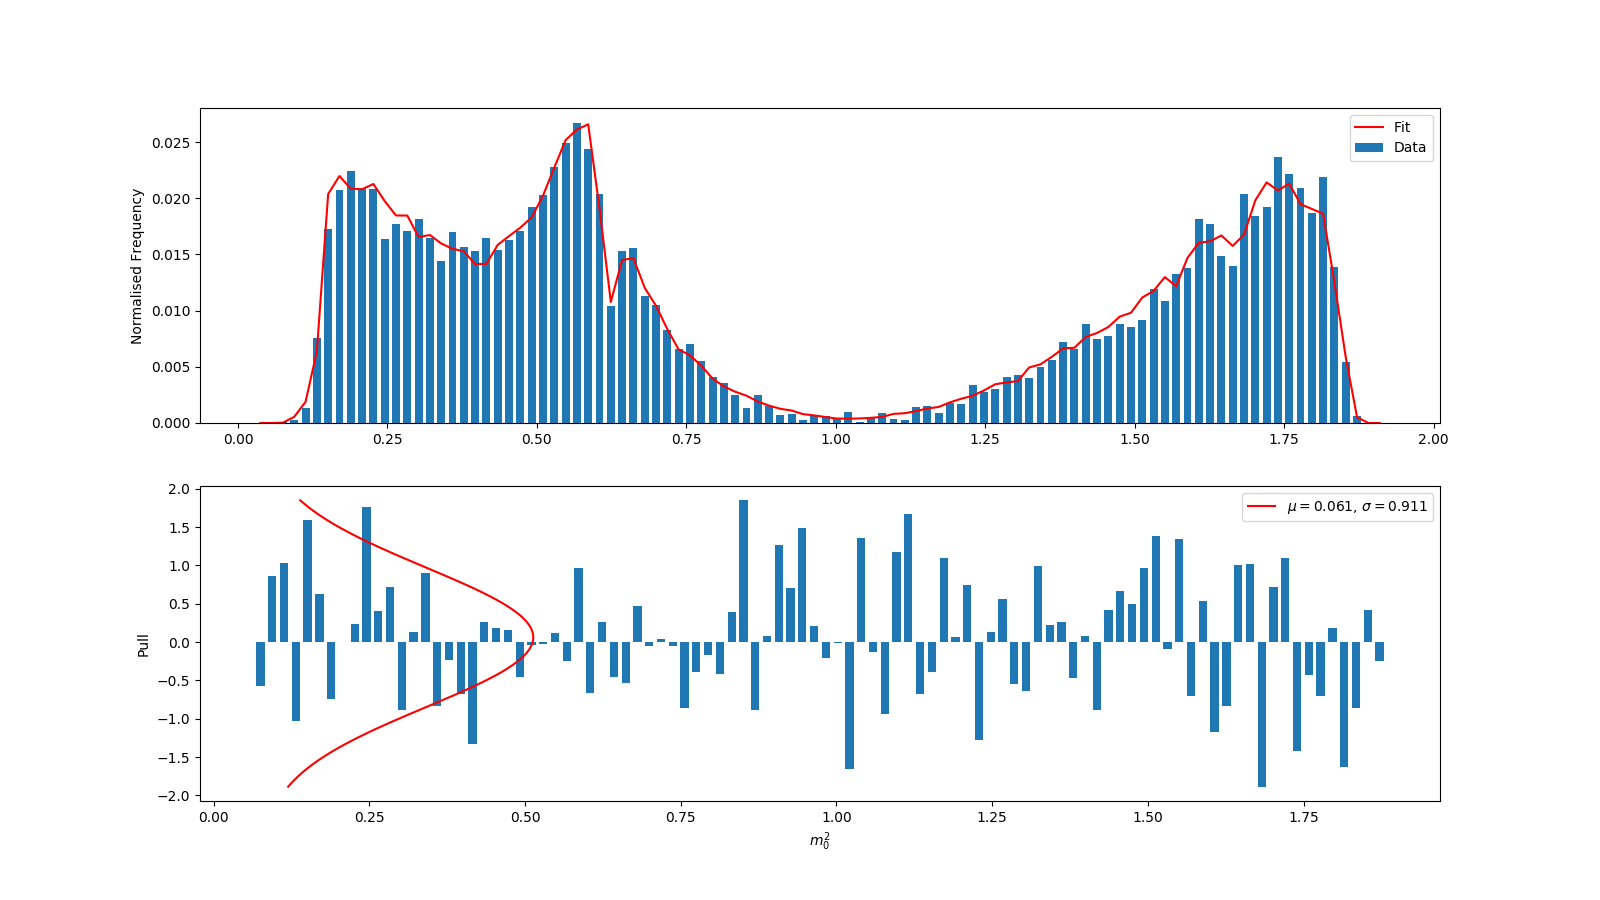 Fit
Data
Normalised Frequency
0.025
0.020
0.015
0.010
0.005
0.000
0.00 0.25 0.50 0.75 1.00 1.25 1.50 1.75 2.00
μ = 0.061, σ = 0.911
Pull
2.0
1.5
1.0
0.5
0.0
−0.5
−1.0
−1.5
−2.0
0.00 0.25 0.50 0.75 1.00 1.25 1.50 1.75
m₀²